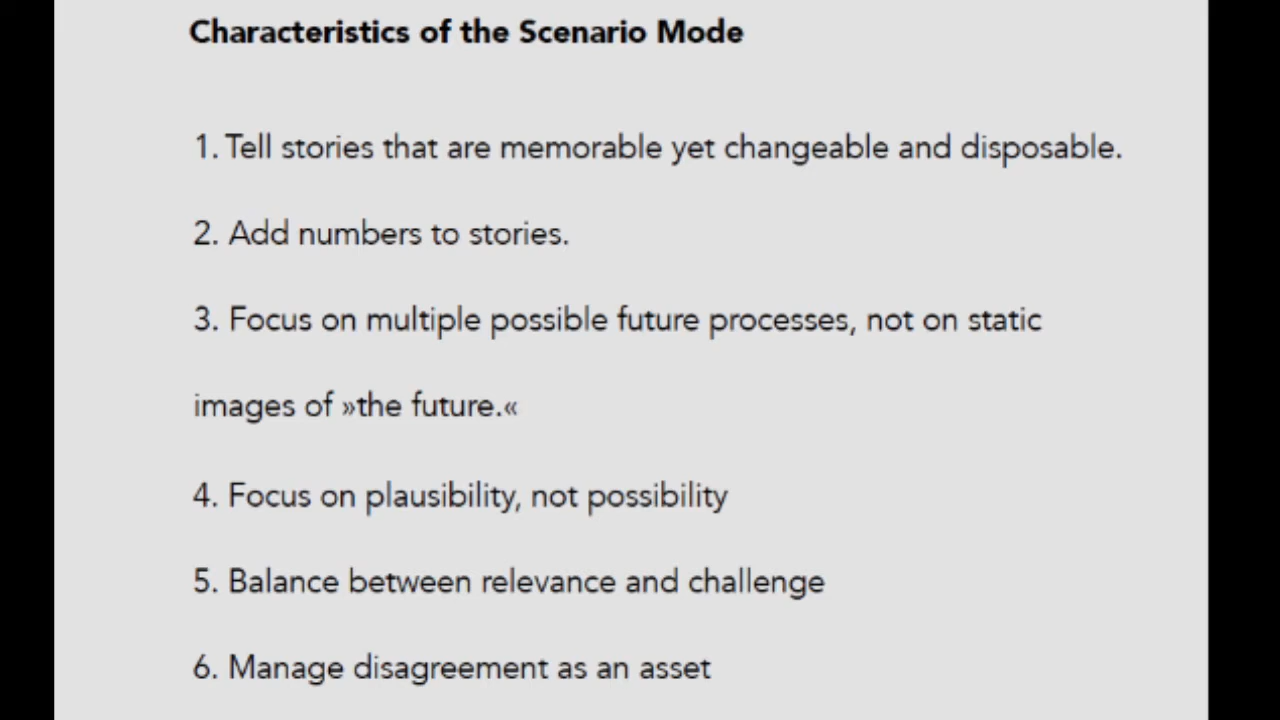 Characteristics of the Scenario Mode
1. Tell stories that are memorable yet changeable and disposable.
2. Add numbers to stories.
3. Focus on multiple possible future processes, not on static
images of »the future.«
4. Focus on plausibility, not possibility
5. Balance between relevance and challenge
6. Manage disagreement as an asset